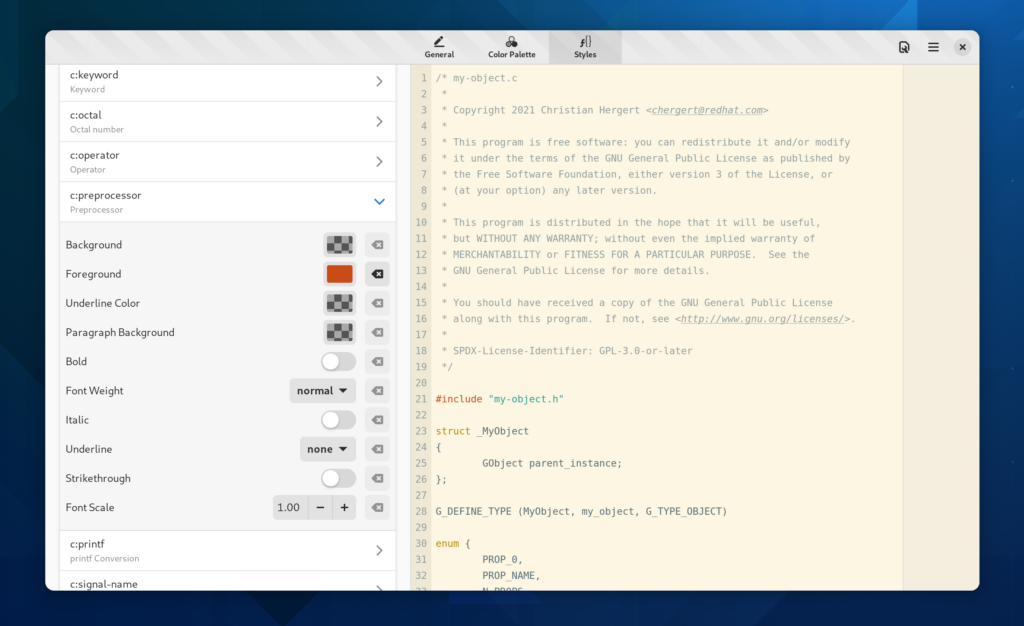 General
Color Palette
Styles
c:keyword
Keyword
c:octal
Octal number
c:operator
Operator
c:preprocessor
Preprocessor
Background
Foreground
Underline Color
Paragraph Background
Bold
Font Weight normal
Italic
Underline none
Strikethrough
Font Scale 1.00 − +
c:printf
printf Conversion
c:signal-name
1 /* my-object.c
2  *
3  * Copyright 2021 Christian Hergert <chergert@redhat.com>
4  *
5  * This program is free software: you can redistribute it and/or modify
6  * it under the terms of the GNU General Public License as published by
7  * the Free Software Foundation, either version 3 of the License, or
8  * (at your option) any later version.
9  *
10  * This program is distributed in the hope that it will be useful,
11  * but WITHOUT ANY WARRANTY; without even the implied warranty of
12  * MERCHANTABILITY or FITNESS FOR A PARTICULAR PURPOSE.  See the
13  * GNU General Public License for more details.
14  *
15  * You should have received a copy of the GNU General Public License
16  * along with this program.  If not, see <http://www.gnu.org/licenses/>.
17  *
18  * SPDX-License-Identifier: GPL-3.0-or-later
19  */
20
21 #include "my-object.h"
22
23 struct _MyObject
24 {
25         GObject parent_instance;
26 };
27
28 G_DEFINE_TYPE (MyObject, my_object, G_TYPE_OBJECT)
29
30 enum {
31         PROP_0,
32         PROP_NAME,
33         N_PROPS